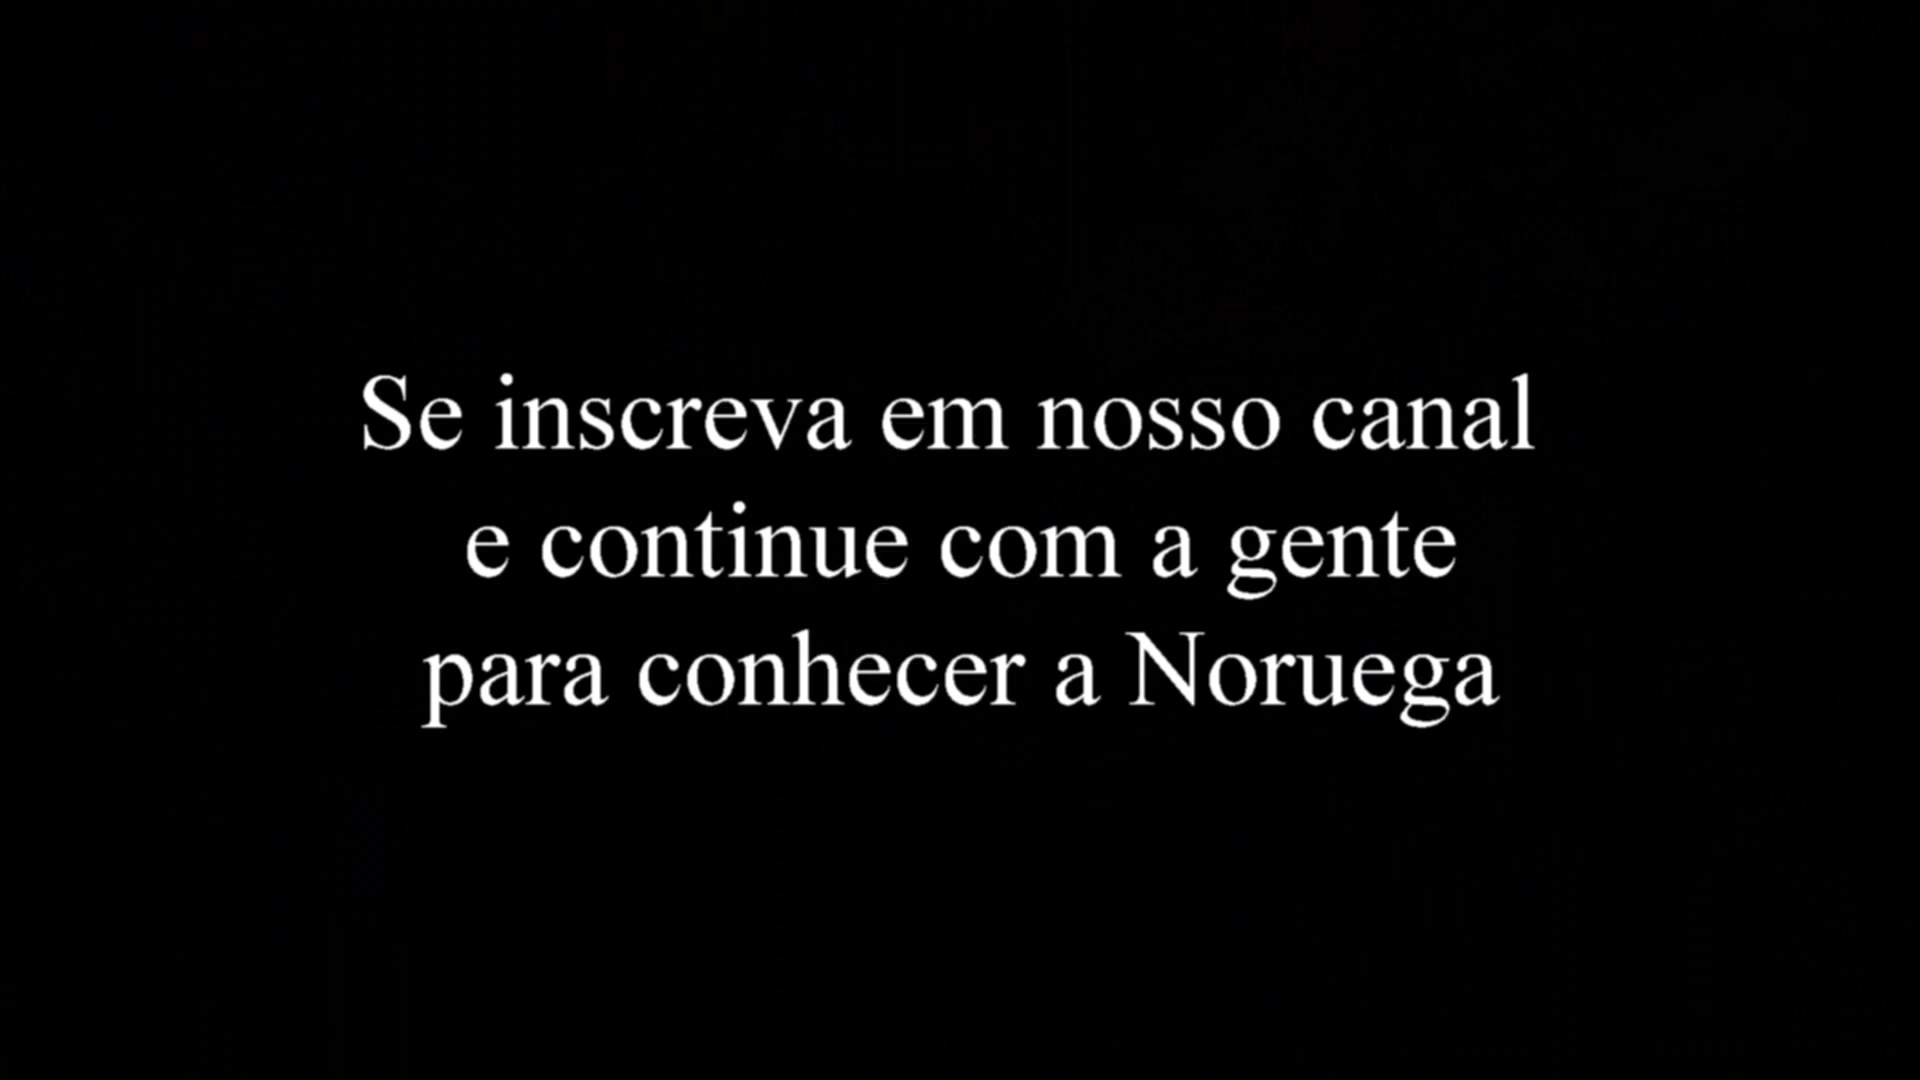 Se inscreva em nosso canal
e continue com a gente
para conhecer a Noruega